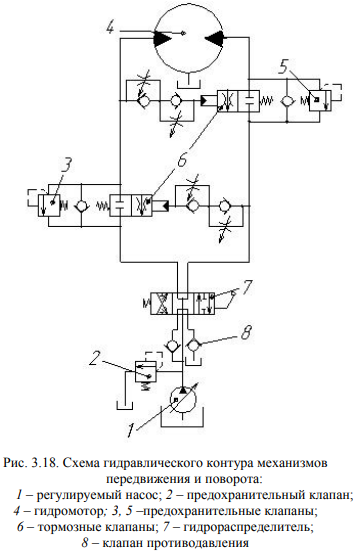 4
5
6
3
7
8
2
1
Рис. 3.18. Схема гидравлического контура механизмов
передвижения и поворота:
1 – регулируемый насос; 2 – предохранительный клапан;
4 – гидромотор; 3, 5 –предохранительные клапаны;
6 – тормозные клапаны; 7 – гидрораспределитель;
8 – клапан противодавления